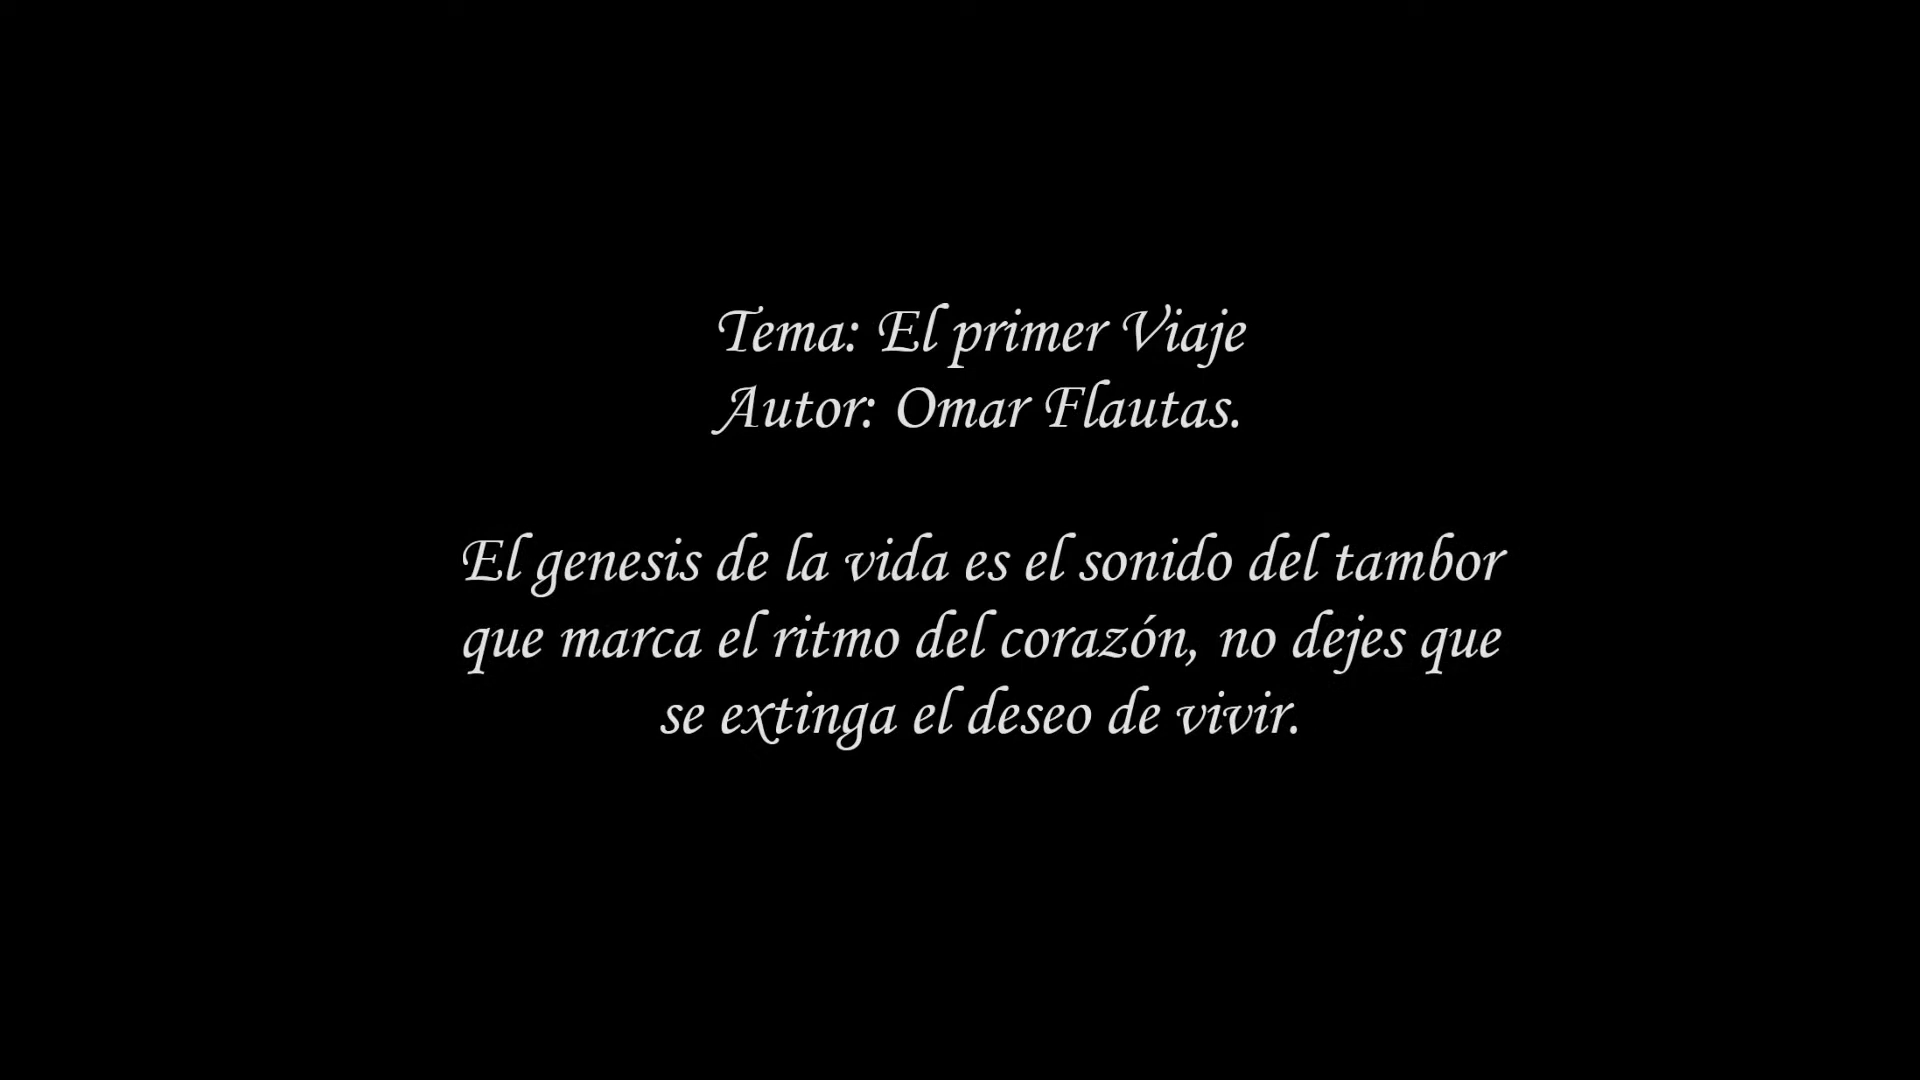 Tema: El primer Viaje
Autor: Omar Flautas.
El genesis de la vida es el sonido del tambor
que marca el ritmo del corazón, no dejes que
se extinga el deseo de vivir.